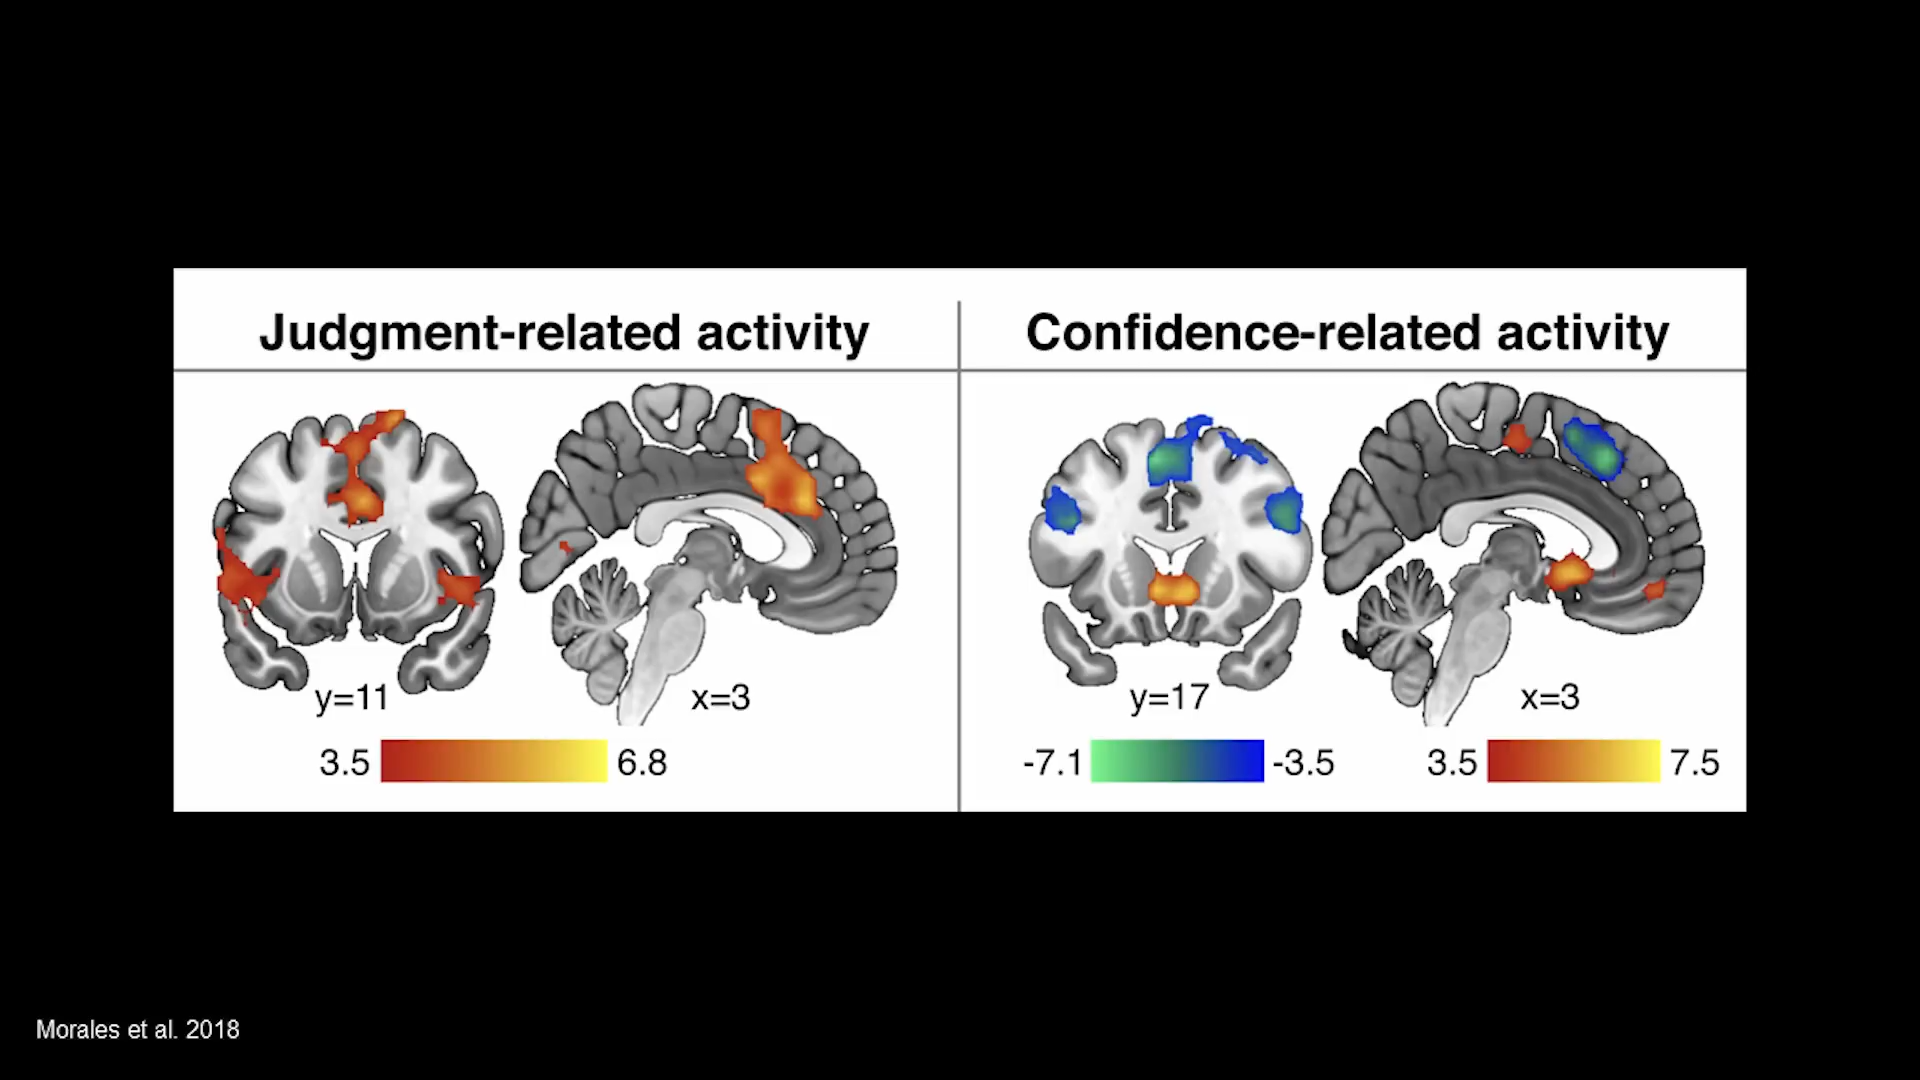 Judgment-related activity
Confidence-related activity
y=11
x=3
3.5
6.8
y=17
x=3
-7.1
-3.5
3.5
7.5
Morales et al. 2018